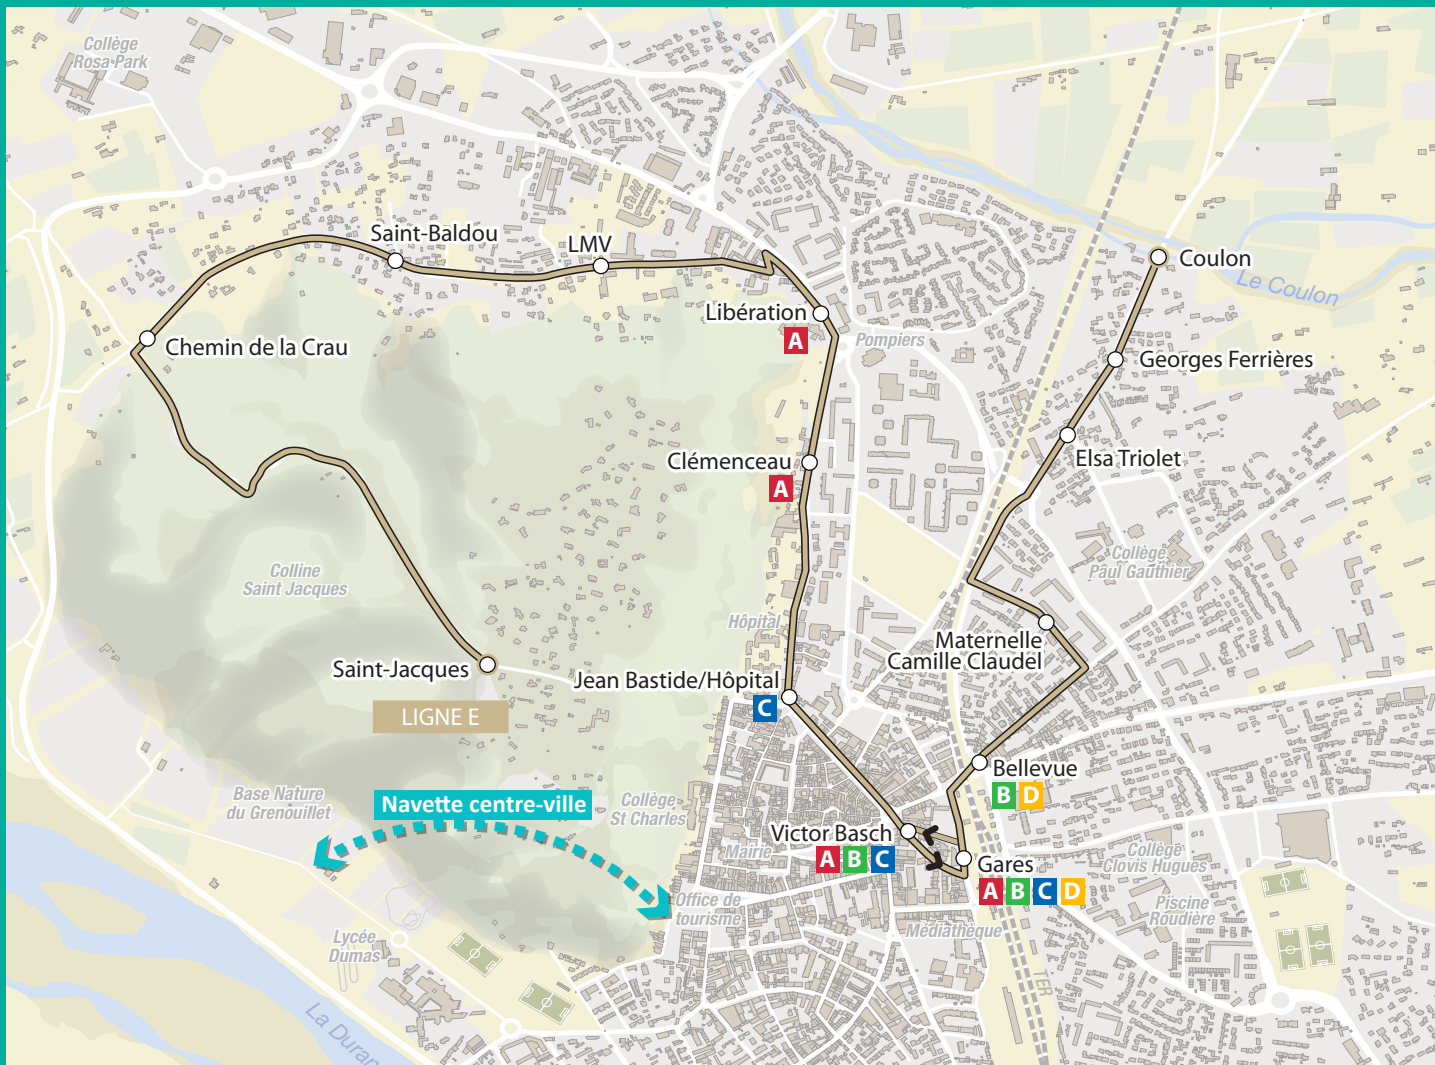 Collège
Rosa Park
Saint-Baldou
LMV
Coulon
Le Coulon
Libération
A
Pompiers
Chemin de la Crau
Georges Ferrières
Clémenceau
A
Elsa Triolet
Collège
Paul Gauthier
Colline
Saint Jacques
Hôpital
Maternelle
Camille Claudel
Saint-Jacques
Jean Bastide/Hôpital
C
LIGNE E
Bellevue
B D
Base Nature
du Grenouillet
Navette centre-ville
Collège
St Charles
Victor Basch
A B C
Mairie
Gares
A B C D
Collège
Clovis Hugues
Office de
tourisme
Piscine
Roudière
Médiathèque
Lycée
Dumas
TER
La Duran